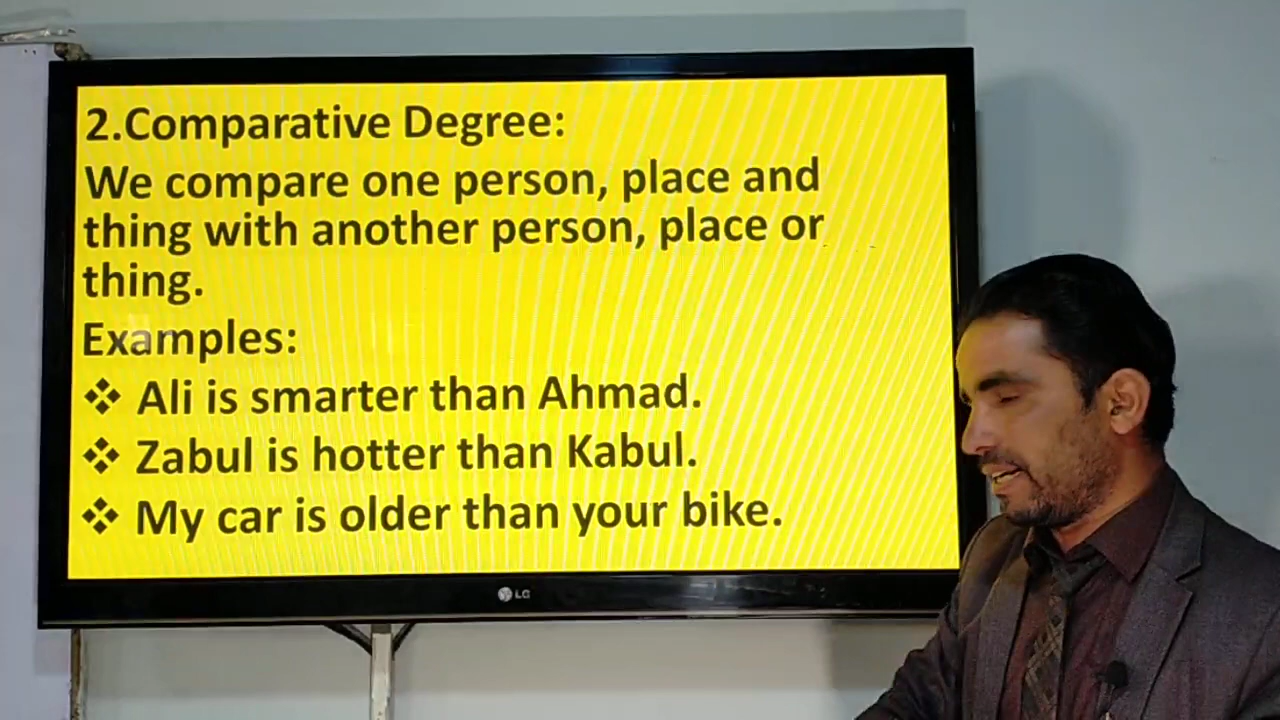 2.Comparative Degree:
We compare one person, place and
thing with another person, place or
thing.
Examples:
❖ Ali is smarter than Ahmad.
❖ Zabul is hotter than Kabul.
❖ My car is older than your bike.
LG